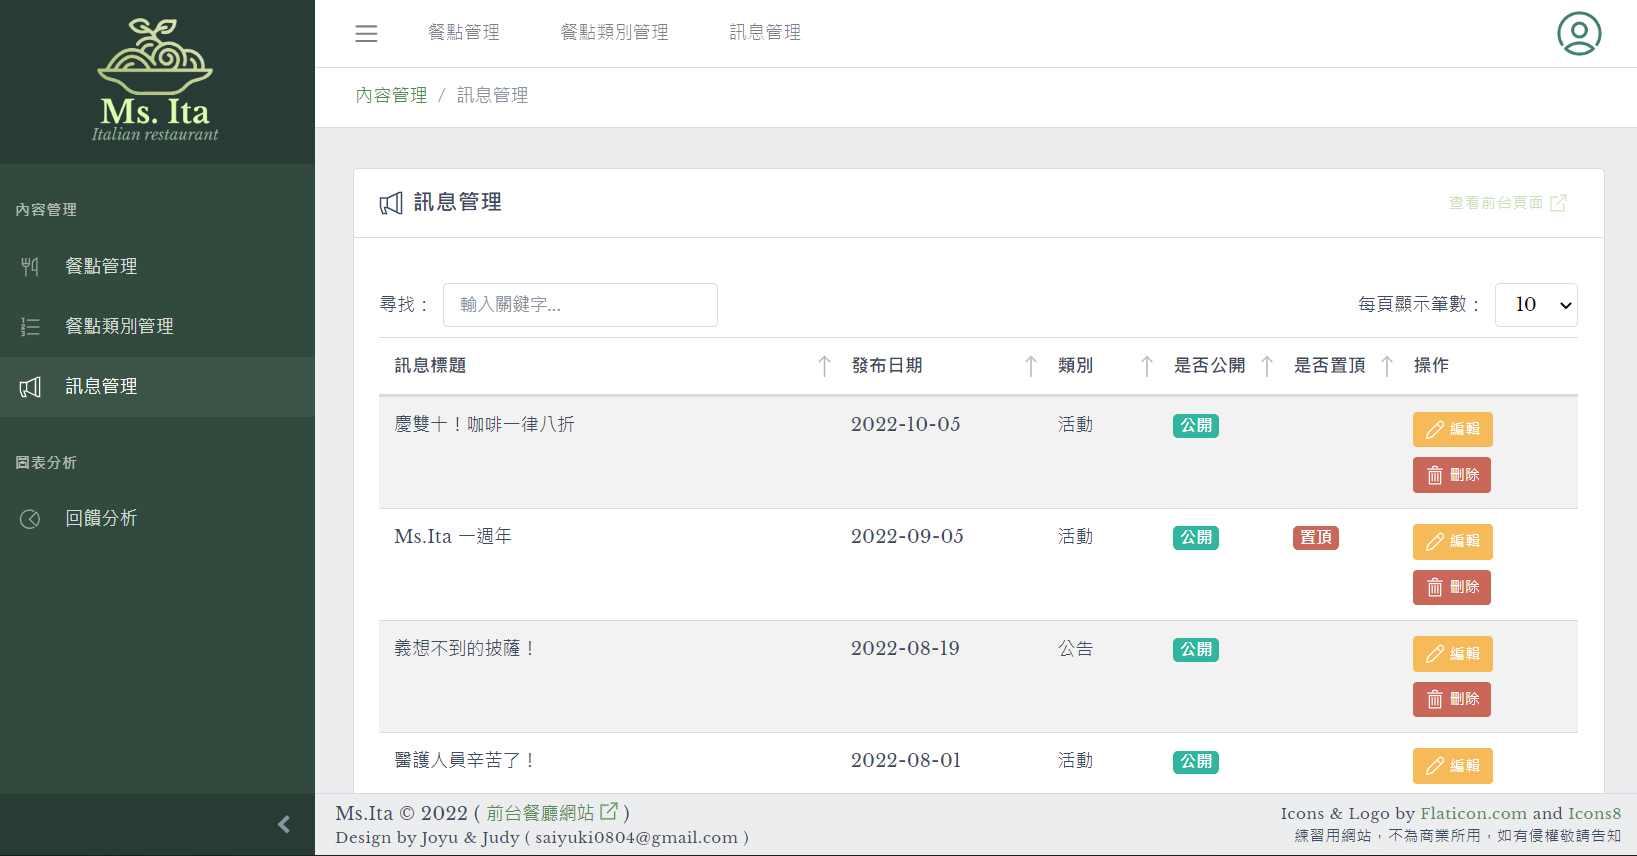 Ms. Ita
Italian restaurant
餐點管理 餐點類別管理 訊息管理
內容管理 / 訊息管理
內容管理
餐點管理
餐點類別管理
訊息管理
圖表分析
回饋分析
訊息管理 查看前台頁面
尋找： 輸入關鍵字... 每頁顯示筆數： 10
訊息標題 發布日期 類別 是否公開 是否置頂 操作
慶雙十！咖啡一律八折 2022-10-05 活動 公開 編輯
刪除
Ms.Ita 一週年 2022-09-05 活動 公開 置頂 編輯
刪除
義想不到的披薩！ 2022-08-19 公告 公開 編輯
刪除
醫護人員辛苦了！ 2022-08-01 活動 公開 編輯
Ms.Ita © 2022 ( 前台餐廳網站 )
Design by Joyu & Judy ( saiyuki0804@gmail.com )
Icons & Logo by Flaticon.com and Icons8
練習用網站，不為商業所用，如有侵權敬請告知